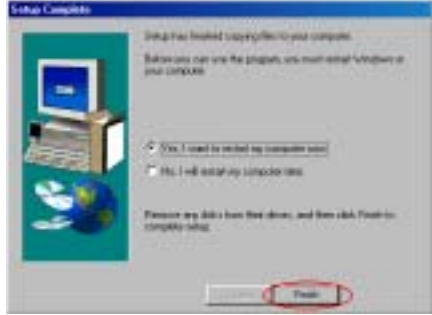 Setup Complete
Setup has finished copying files to your computer.
Before you can use the program, you must restart Windows or
your computer.
Yes, I want to restart my computer now.
No, I will restart my computer later.
Remove any disks from their drives, and then click Finish to
complete setup.
Finish